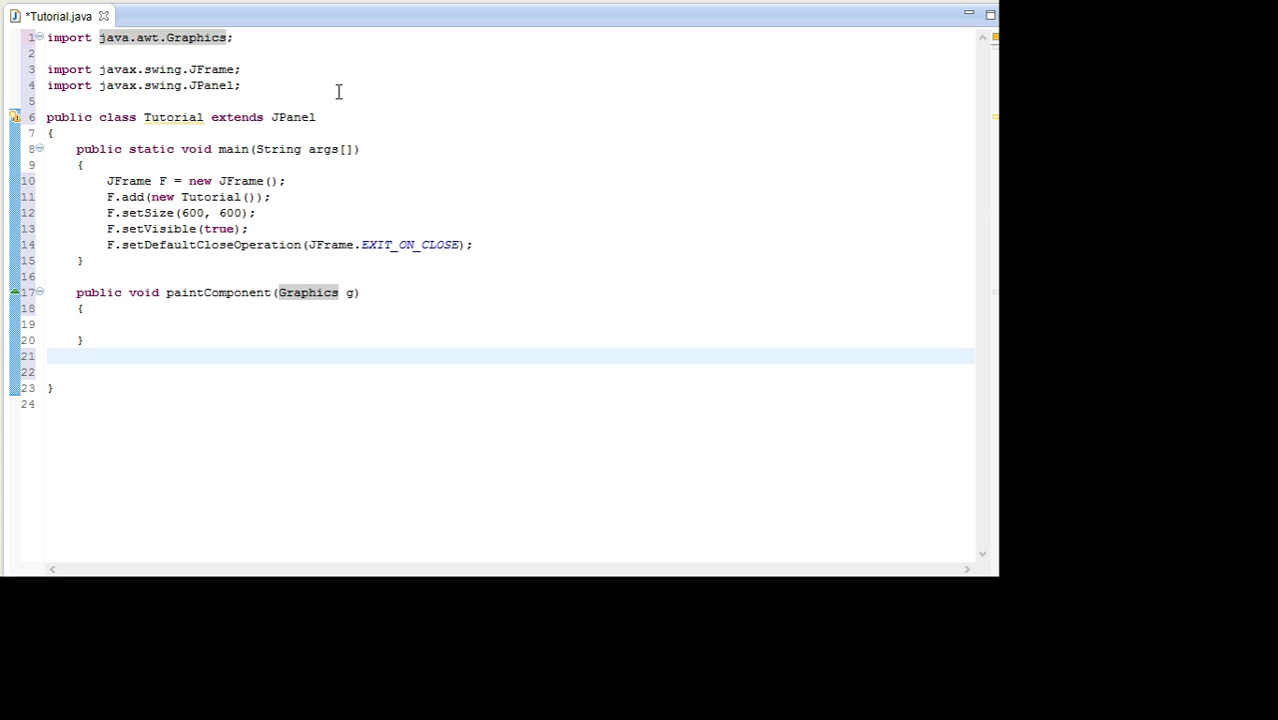 *Tutorial.java
1 import java.awt.Graphics;
2
3 import javax.swing.JFrame;
4 import javax.swing.JPanel;
5
6 public class Tutorial extends JPanel
7 {
8     public static void main(String args[])
9     {
10         JFrame F = new JFrame();
11         F.add(new Tutorial());
12         F.setSize(600, 600);
13         F.setVisible(true);
14         F.setDefaultCloseOperation(JFrame.EXIT_ON_CLOSE);
15     }
16
17     public void paintComponent(Graphics g)
18     {
19
20     }
21
22
23 }
24